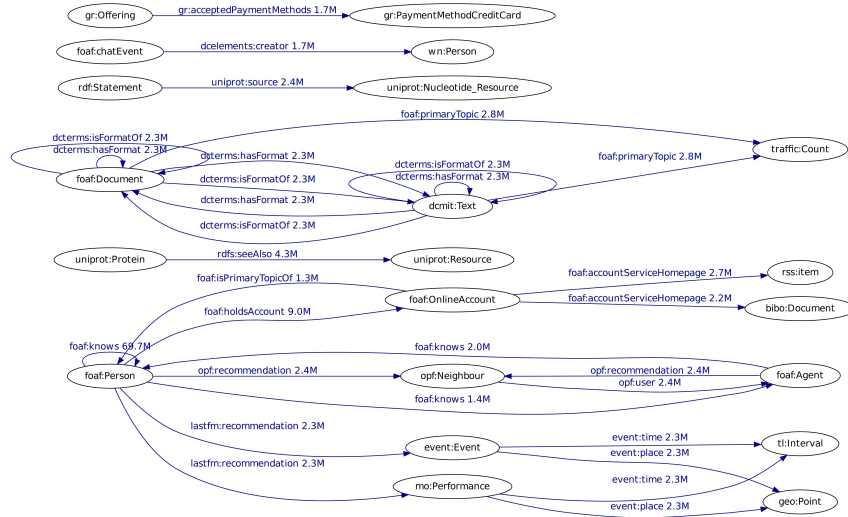 gr:Offering
gr:acceptedPaymentMethods 1.7M
gr:PaymentMethodCreditCard
foaf:chatEvent
dcelements:creator 1.7M
wn:Person
rdf:Statement
uniprot:source 2.4M
uniprot:Nucleotide_Resource
foaf:primaryTopic 2.8M
dcterms:isFormatOf 2.3M
dcterms:hasFormat 2.3M
foaf:Document
dcterms:hasFormat 2.3M
dcterms:isFormatOf 2.3M
dcterms:hasFormat 2.3M
dcterms:isFormatOf 2.3M
dcterms:isFormatOf 2.3M
dcterms:hasFormat 2.3M
dcmit:Text
foaf:primaryTopic 2.8M
traffic:Count
uniprot:Protein
rdfs:seeAlso 4.3M
uniprot:Resource
foaf:isPrimaryTopicOf 1.3M
foaf:OnlineAccount
foaf:holdsAccount 9.0M
foaf:accountServiceHomepage 2.7M
rss:item
foaf:accountServiceHomepage 2.2M
bibo:Document
foaf:knows 69.7M
foaf:Person
foaf:knows 2.0M
opf:recommendation 2.4M
opf:Neighbour
opf:recommendation 2.4M
opf:user 2.4M
foaf:Agent
foaf:knows 1.4M
lastfm:recommendation 2.3M
event:Event
event:time 2.3M
tl:Interval
event:place 2.3M
lastfm:recommendation 2.3M
mo:Performance
event:time 2.3M
event:place 2.3M
geo:Point